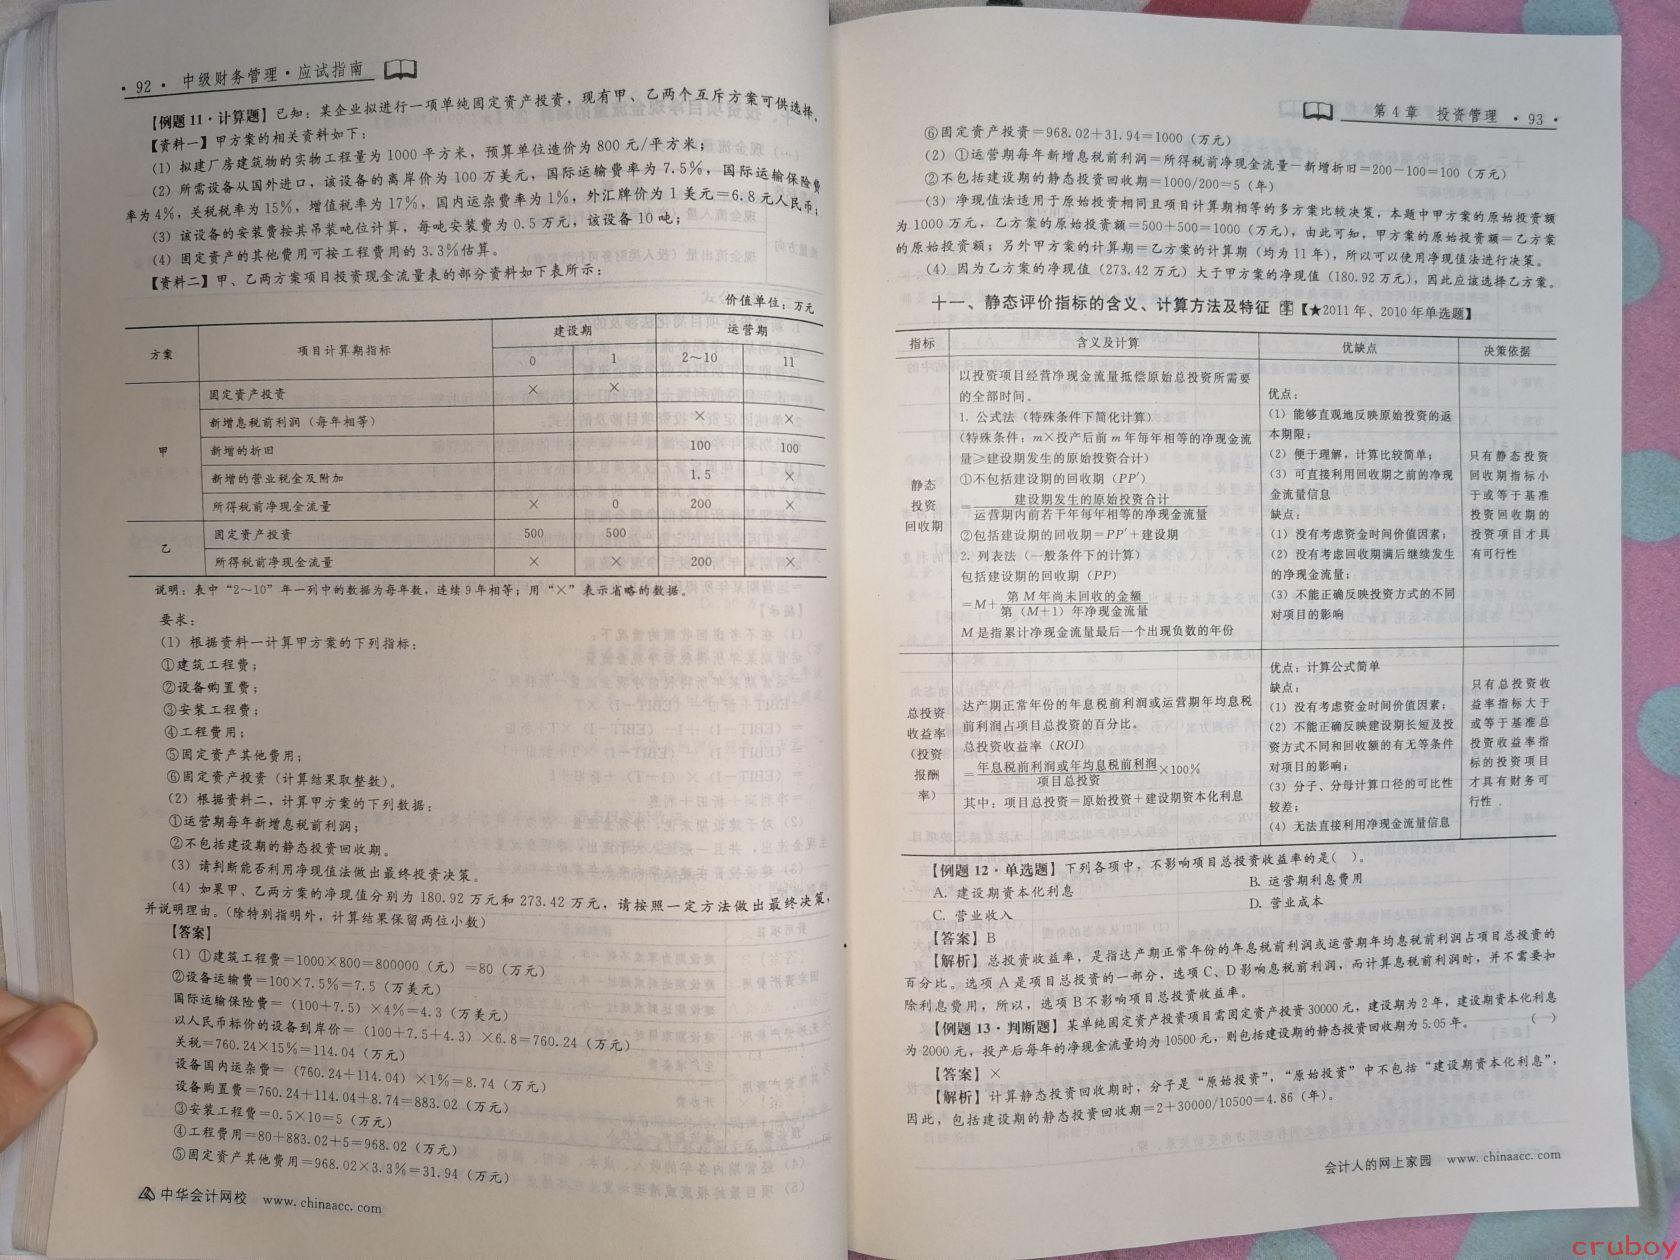 ·92· 中级财务管理·应试指南
【例题11·计算题】已知：某企业拟进行一项单纯固定资产投资，现有甲、乙两个互斥方案可供选择。
【资料一】甲方案的相关资料如下：
（1）拟建厂房建筑物的实物工程量为1000平方米，预算单位造价为800元/平方米；
（2）所需设备从国外进口，该设备的离岸价为100万美元，国际运输费率为7.5%，国际运输保险费
率为4%，关税税率为15%，增值税率为17%，国内运杂费率为1%，外汇牌价为1美元=6.8元人民币；
（3）该设备的安装费按其吊装吨位计算，每吨安装费为0.5万元，该设备10吨；
（4）固定资产的其他费用可按工程费用的3.3%估算。
【资料二】甲、乙两方案项目投资现金流量表的部分资料如下表所示：
价值单位：万元
方案 项目计算期指标 建设期 运营期
0 1 2～10 11
甲 固定资产投资 × ×
新增息税前利润（每年相等） × ×
新增的折旧 100 100
新增的营业税金及附加 1.5 ×
所得税前净现金流量 × 0 200 ×
乙 固定资产投资 500 500
所得税前净现金流量 × × 200 ×
说明：表中“2～10”年一列中的数据为每年数，连续9年相等；用“×”表示省略的数据。
要求：
（1）根据资料一计算甲方案的下列指标：
①建筑工程费；
②设备购置费；
③安装工程费；
④工程费用；
⑤固定资产其他费用；
⑥固定资产投资（计算结果取整数）。
（2）根据资料二，计算甲方案的下列数据：
①运营期每年新增息税前利润；
②不包括建设期的静态投资回收期。
（3）请判断能否利用净现值法做出最终投资决策。
（4）如果甲、乙两方案的净现值分别为180.92万元和273.42万元，请按照一定方法做出最终决策，
并说明理由。（除特别指明外，计算结果保留两位小数）
【答案】
（1）①建筑工程费=1000×800=800000（元）=80（万元）
②设备运输费=100×7.5%=7.5（万美元）
国际运输保险费=（100+7.5）×4%=4.3（万美元）
以人民币标价的设备到岸价=（100+7.5+4.3）×6.8=760.24（万元）
关税=760.24×15%=114.04（万元）
设备国内运杂费=（760.24+114.04）×1%=8.74（万元）
设备购置费=760.24+114.04+8.74=883.02（万元）
③安装工程费=0.5×10=5（万元）
④工程费用=80+883.02+5=968.02（万元）
⑤固定资产其他费用=968.02×3.3%=31.94（万元）
中华会计网校 www.chinaacc.com
第4章 投资管理 ·93·
⑥固定资产投资=968.02+31.94=1000（万元）
（2）①运营期每年新增息税前利润=所得税前净现金流量-新增折旧=200-100=100（万元）
②不包括建设期的静态投资回收期=1000/200=5（年）
（3）净现值法适用于原始投资相同且项目计算期相等的多方案比较决策，本题中甲方案的原始投资额
为1000万元，乙方案的原始投资额=500+500=1000（万元），由此可知，甲方案的原始投资额=乙方案
的原始投资额；另外甲方案的计算期=乙方案的计算期（均为11年），所以可以使用净现值法进行决策。
（4）因为乙方案的净现值（273.42万元）大于甲方案的净现值（180.92万元），因此应该选择乙方案。
十一、静态评价指标的含义、计算方法及特征【★2011年、2010年单选题】
指标 含义及计算 优缺点 决策依据
静态
投资
回收期
以投资项目经营净现金流量抵偿原始总投资所需要
的全部时间。
1. 公式法（特殊条件下简化计算）
（特殊条件：m×投产后前m年每年相等的净现金流
量≥建设期发生的原始投资合计）
①不包括建设期的回收期（PP′）
=建设期发生的原始投资合计
运营期内前若干年每年相等的净现金流量
②包括建设期的回收期=PP′+建设期
2. 列表法（一般条件下的计算）
包括建设期的回收期（PP）
=M+第M年尚未回收的金额
第（M+1）年净现金流量
M是指累计净现金流量最后一个出现负数的年份
优点：
（1）能够直观地反映原始投资的返
本期限；
（2）便于理解，计算比较简单；
（3）可直接利用回收期之前的净现
金流量信息
缺点：
（1）没有考虑资金时间价值因素；
（2）没有考虑回收期满后继续发生
的净现金流量；
（3）不能正确反映投资方式的不同
对项目的影响
只有静态投资
回收期指标小
于或等于基准
投资回收期的
投资项目才具
有可行性
总投资
收益率
（投资
报酬
率）
达产期正常年份的年息税前利润或运营期年均息税
前利润占项目总投资的百分比。
总投资收益率（ROI）
=年息税前利润或年均息税前利润×100%
项目总投资
其中：项目总投资=原始投资+建设期资本化利息
优点：计算公式简单
缺点：
（1）没有考虑资金时间价值因素；
（2）不能正确反映建设期长短及投
资方式不同和回收额的有无等条件
对项目的影响；
（3）分子、分母计算口径的可比性
较差；
（4）无法直接利用净现金流量信息
只有总投资收
益率指标大于
或等于基准总
投资收益率指
标的投资项目
才具有财务可
行性．
【例题12·单选题】下列各项中，不影响项目总投资收益率的是（ ）。
A. 建设期资本化利息 B. 运营期利息费用
C. 营业收入 D. 营业成本
【答案】B
【解析】总投资收益率，是指达产期正常年份的年息税前利润或运营期年均息税前利润占项目总投资的
百分比。选项A是项目总投资的一部分，选项C、D影响息税前利润，而计算息税前利润时，并不需要扣
除利息费用，所以，选项B不影响项目总投资收益率。
【例题13·判断题】某单纯固定资产投资项目需固定资产投资30000元，建设期为2年，建设期资本化利息
为2000元，投产后每年的净现金流量均为10500元，则包括建设期的静态投资回收期为5.05年。 （ ）
【答案】×
【解析】计算静态投资回收期时，分子是“原始投资”，“原始投资”中不包括“建设期资本化利息”，
因此，包括建设期的静态投资回收期=2+30000/10500=4.86（年）。
会计人的网上家园 www.chinaacc.com
cruboy